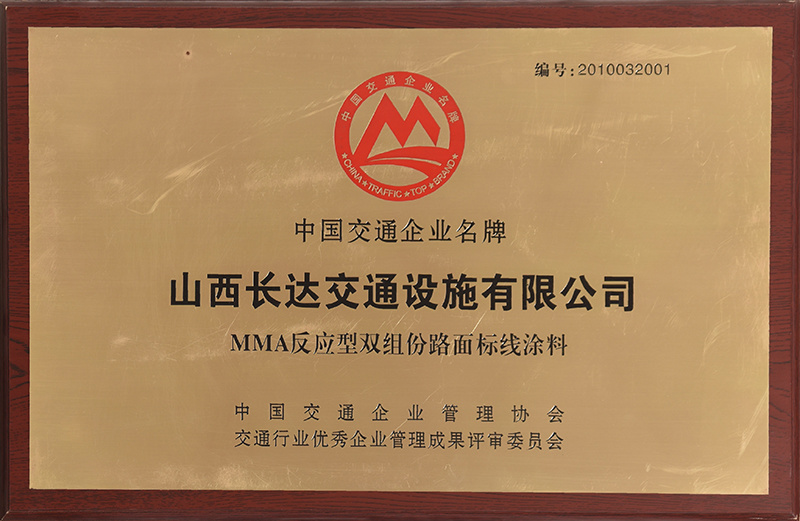 编号:2010032001
中国交通企业名牌
★CHINA★TRAFFIC★TOP★BRAND★
中国交通企业名牌
山西长达交通设施有限公司
MMA反应型双组份路面标线涂料
中国交通企业管理协会
交通行业优秀企业管理成果评审委员会